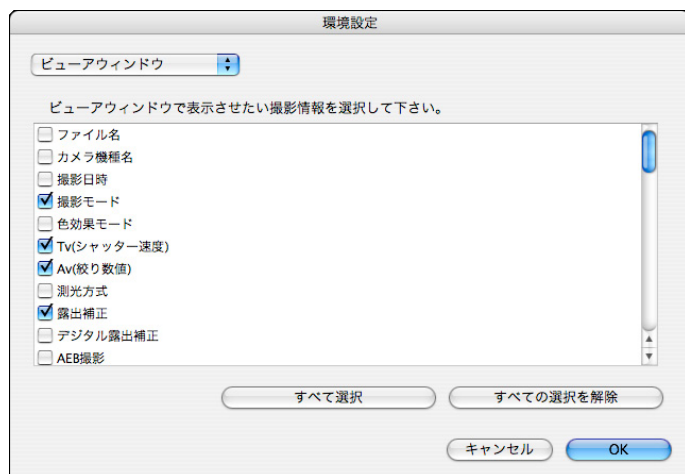 環境設定
ビューアウィンドウ
ビューアウィンドウで表示させたい撮影情報を選択して下さい。
ファイル名
カメラ機種名
撮影日時
撮影モード
色効果モード
Tv(シャッター速度)
Av(絞り数値)
測光方式
露出補正
デジタル露出補正
AEB撮影
すべて選択
すべての選択を解除
キャンセル
OK